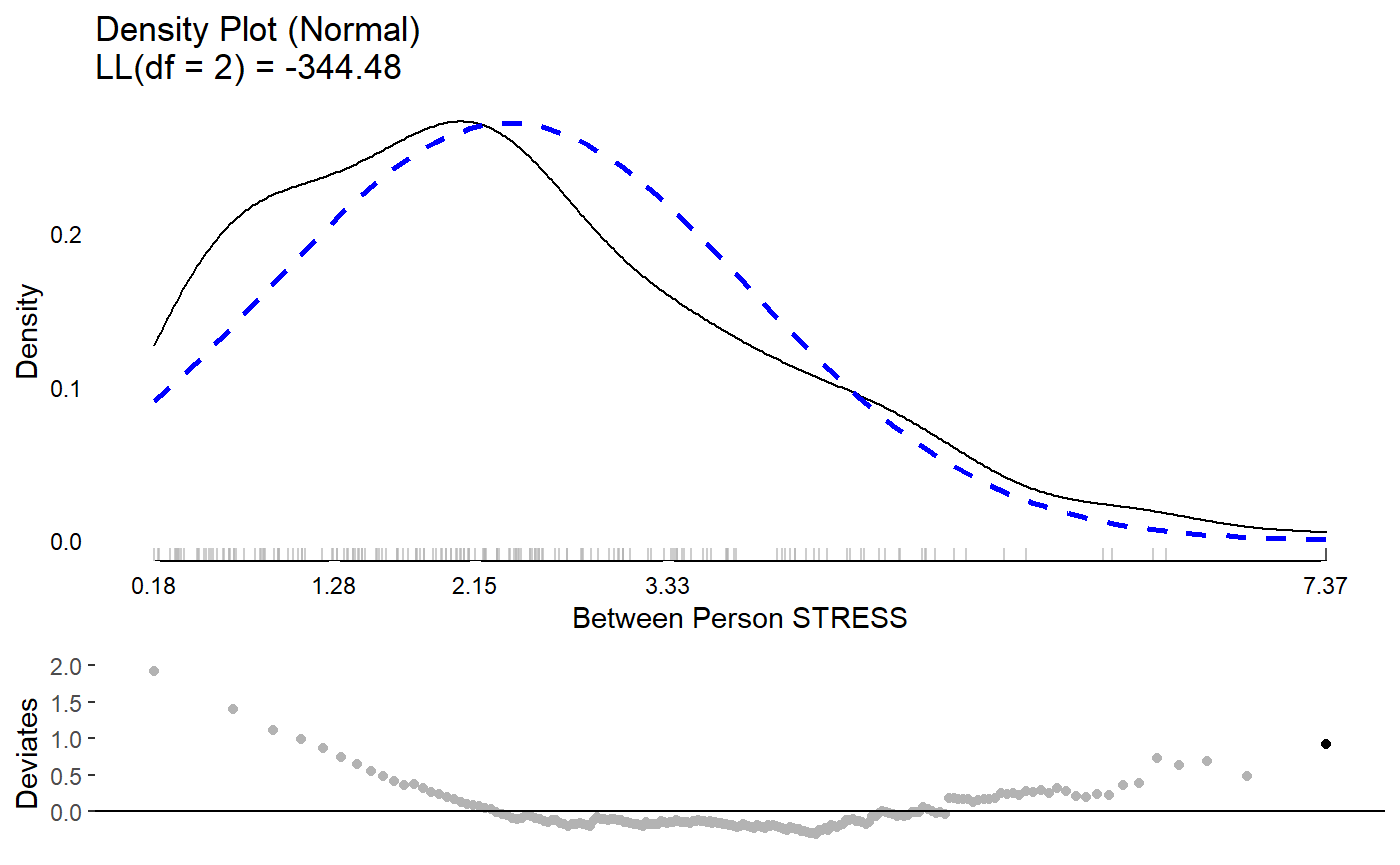 Density Plot (Normal)
LL(df = 2) = -344.48
Density
0.2
0.1
0.0
0.18 1.28 2.15 3.33 7.37
Between Person STRESS
Deviates
2.0
1.5
1.0
0.5
0.0